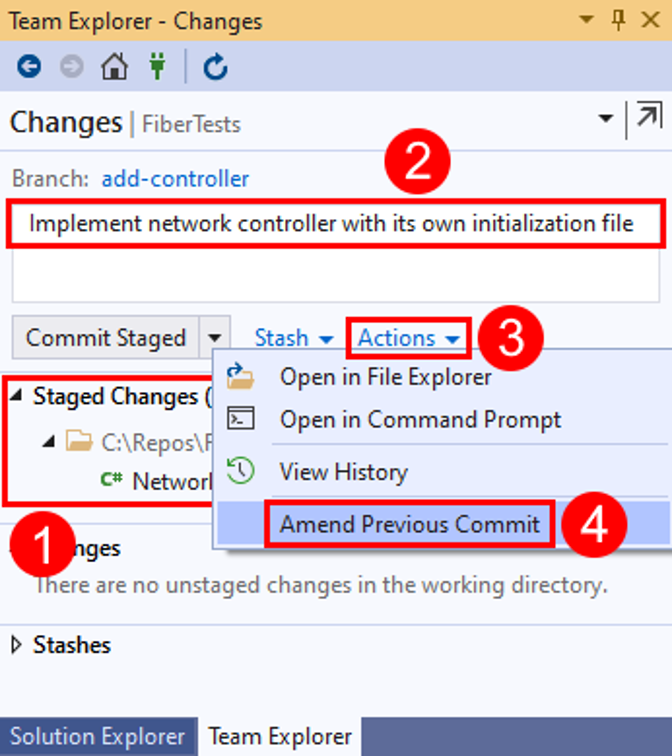 Team Explorer - Changes
Changes | FiberTests
2
Branch: add-controller
Implement network controller with its own initialization file
Commit Staged Stash Actions 3
Open in File Explorer
Staged Changes (
Open in Command Prompt
C:\Repos\F
View History
C# Network
Amend Previous Commit 4
1
There are no unstaged changes in the working directory.
Stashes
Solution Explorer Team Explorer